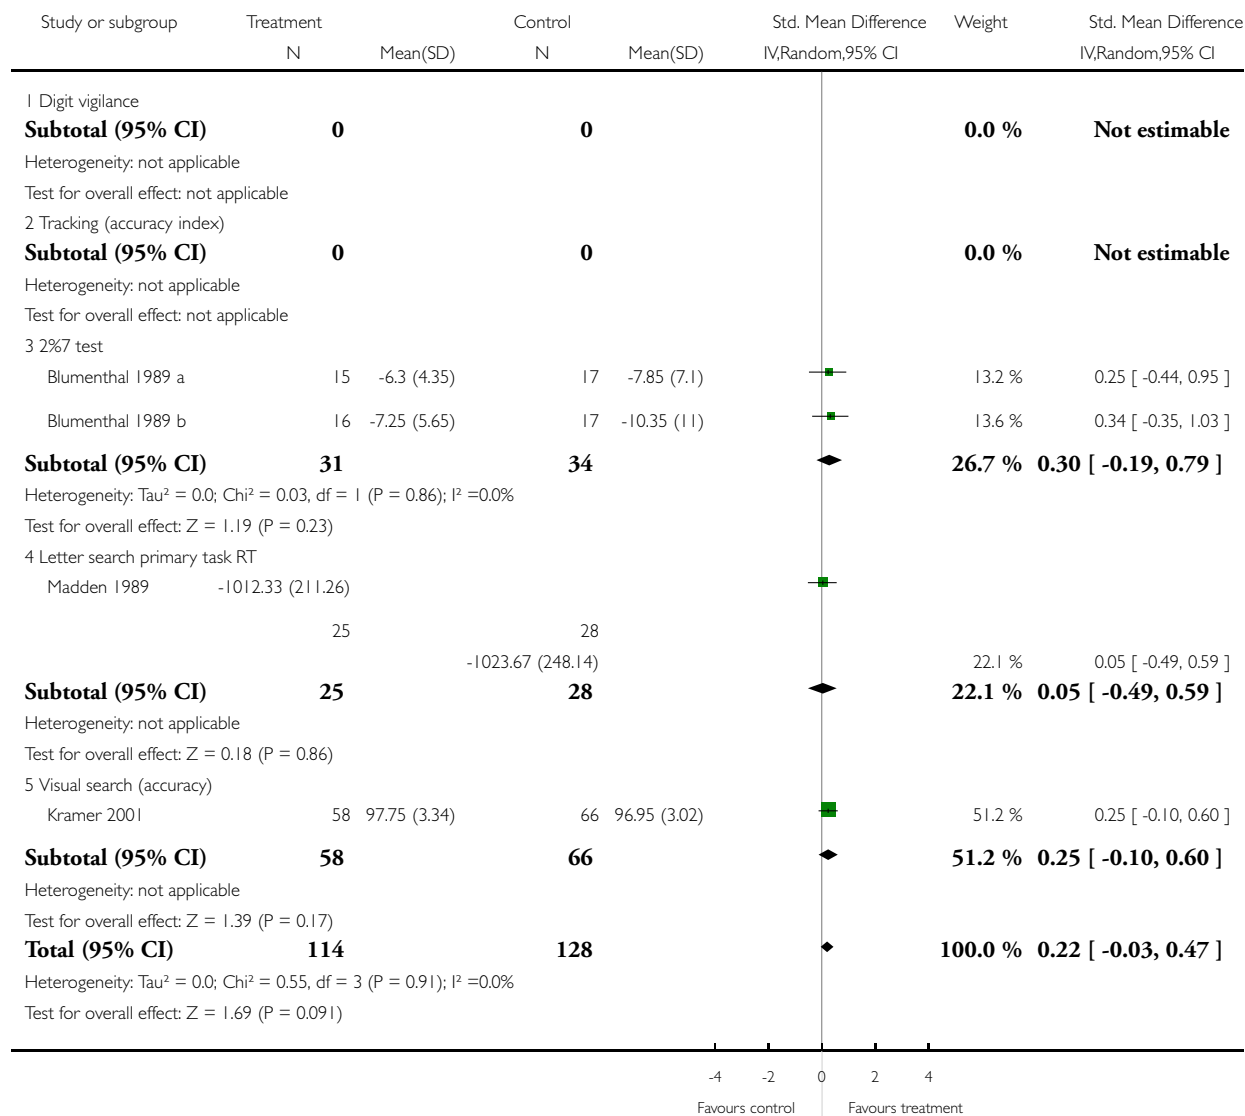 Study or subgroup Treatment Control Std. Mean Difference Weight Std. Mean Difference
N Mean(SD) N Mean(SD) IV,Random,95% CI IV,Random,95% CI
1 Digit vigilance
Subtotal (95% CI) 0 0 0.0 % Not estimable
Heterogeneity: not applicable
Test for overall effect: not applicable
2 Tracking (accuracy index)
Subtotal (95% CI) 0 0 0.0 % Not estimable
Heterogeneity: not applicable
Test for overall effect: not applicable
3 2%7 test
Blumenthal 1989 a 15 -6.3 (4.35) 17 -7.85 (7.1) 13.2 % 0.25 [ -0.44, 0.95 ]
Blumenthal 1989 b 16 -7.25 (5.65) 17 -10.35 (11) 13.6 % 0.34 [ -0.35, 1.03 ]
Subtotal (95% CI) 31 34 26.7 % 0.30 [ -0.19, 0.79 ]
Heterogeneity: Tau² = 0.0; Chi² = 0.03, df = 1 (P = 0.86); I² =0.0%
Test for overall effect: Z = 1.19 (P = 0.23)
4 Letter search primary task RT
Madden 1989 -1012.33 (211.26)
25 28
-1023.67 (248.14) 22.1 % 0.05 [ -0.49, 0.59 ]
Subtotal (95% CI) 25 28 22.1 % 0.05 [ -0.49, 0.59 ]
Heterogeneity: not applicable
Test for overall effect: Z = 0.18 (P = 0.86)
5 Visual search (accuracy)
Kramer 2001 58 97.75 (3.34) 66 96.95 (3.02) 51.2 % 0.25 [ -0.10, 0.60 ]
Subtotal (95% CI) 58 66 51.2 % 0.25 [ -0.10, 0.60 ]
Heterogeneity: not applicable
Test for overall effect: Z = 1.39 (P = 0.17)
Total (95% CI) 114 128 100.0 % 0.22 [ -0.03, 0.47 ]
Heterogeneity: Tau² = 0.0; Chi² = 0.55, df = 3 (P = 0.91); I² =0.0%
Test for overall effect: Z = 1.69 (P = 0.091)
-4 -2 0 2 4
Favours control Favours treatment